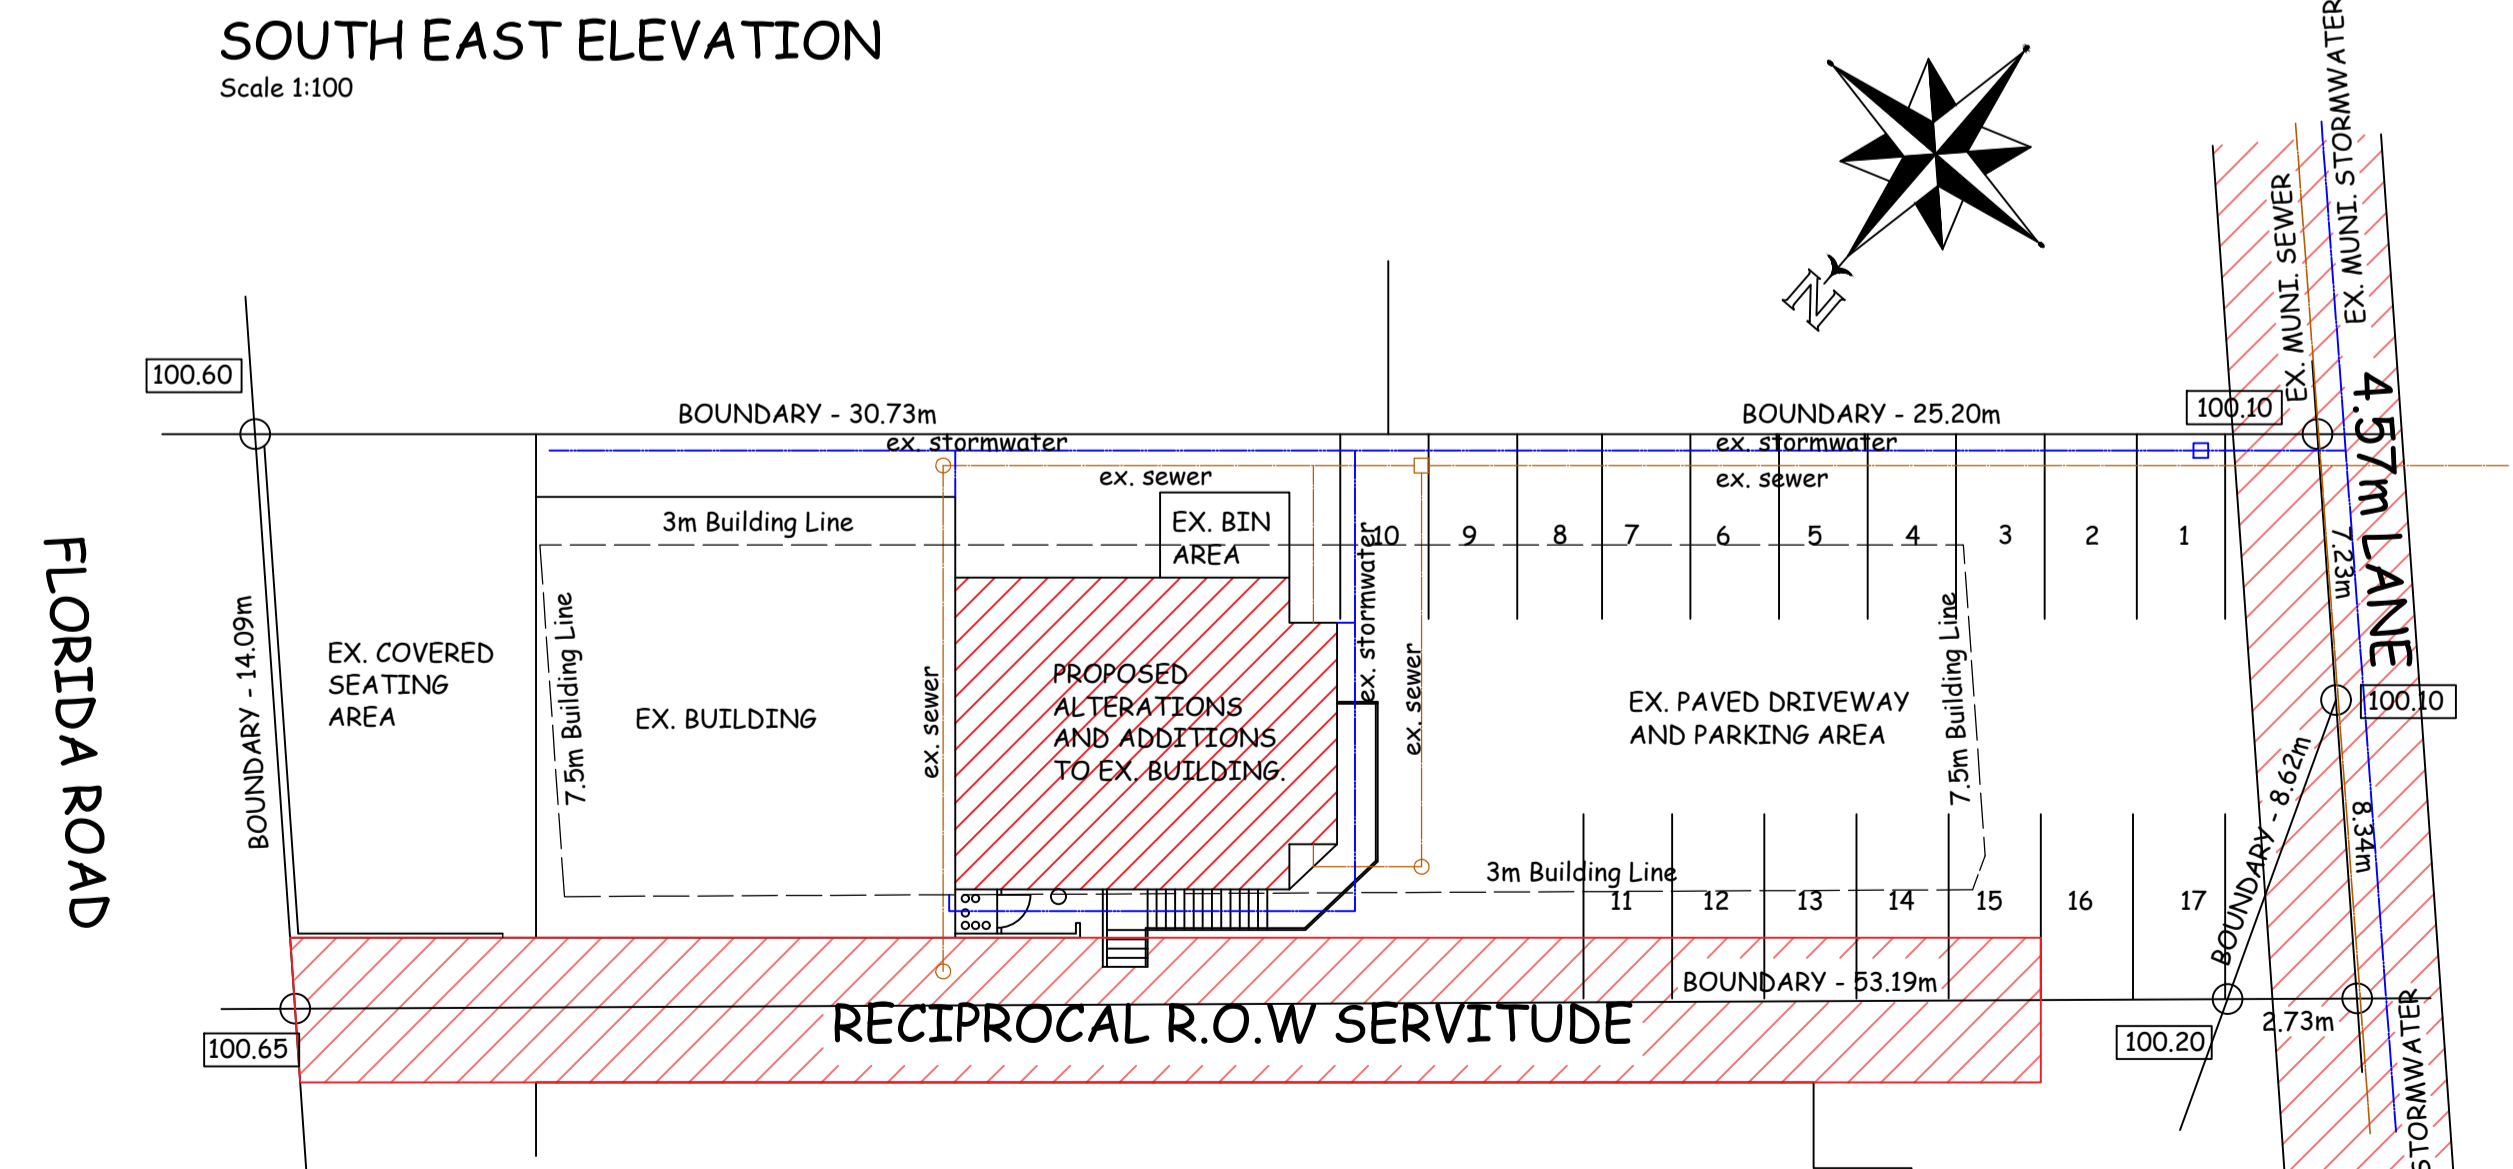 SOUTH EAST ELEVATION
Scale 1:100
N
EX. MUNI. SEWER
EX. MUNI. STORMWATER
100.60
BOUNDARY - 30.73m
BOUNDARY - 25.20m
100.10
ex. stormwater
ex. stormwater
ex. sewer
ex. sewer
4.57m LANE
3m Building Line
EX. BIN
AREA
10
9
8
7
6
5
4
3
2
1
7.23m
FLORIDA ROAD
BOUNDARY - 14.09m
EX. COVERED
SEATING
AREA
7.5m Building Line
EX. BUILDING
ex. sewer
PROPOSED
ALTERATIONS
AND ADDITIONS
TO EX. BUILDING.
ex. stormwater
ex. sewer
EX. PAVED DRIVEWAY
AND PARKING AREA
7.5m Building Line
100.10
BOUNDARY - 8.62m
8.34m
3m Building Line
11
12
13
14
15
16
17
BOUNDARY - 53.19m
RECIPROCAL R.O.W SERVITUDE
100.65
100.20
2.73m
STORMWATER